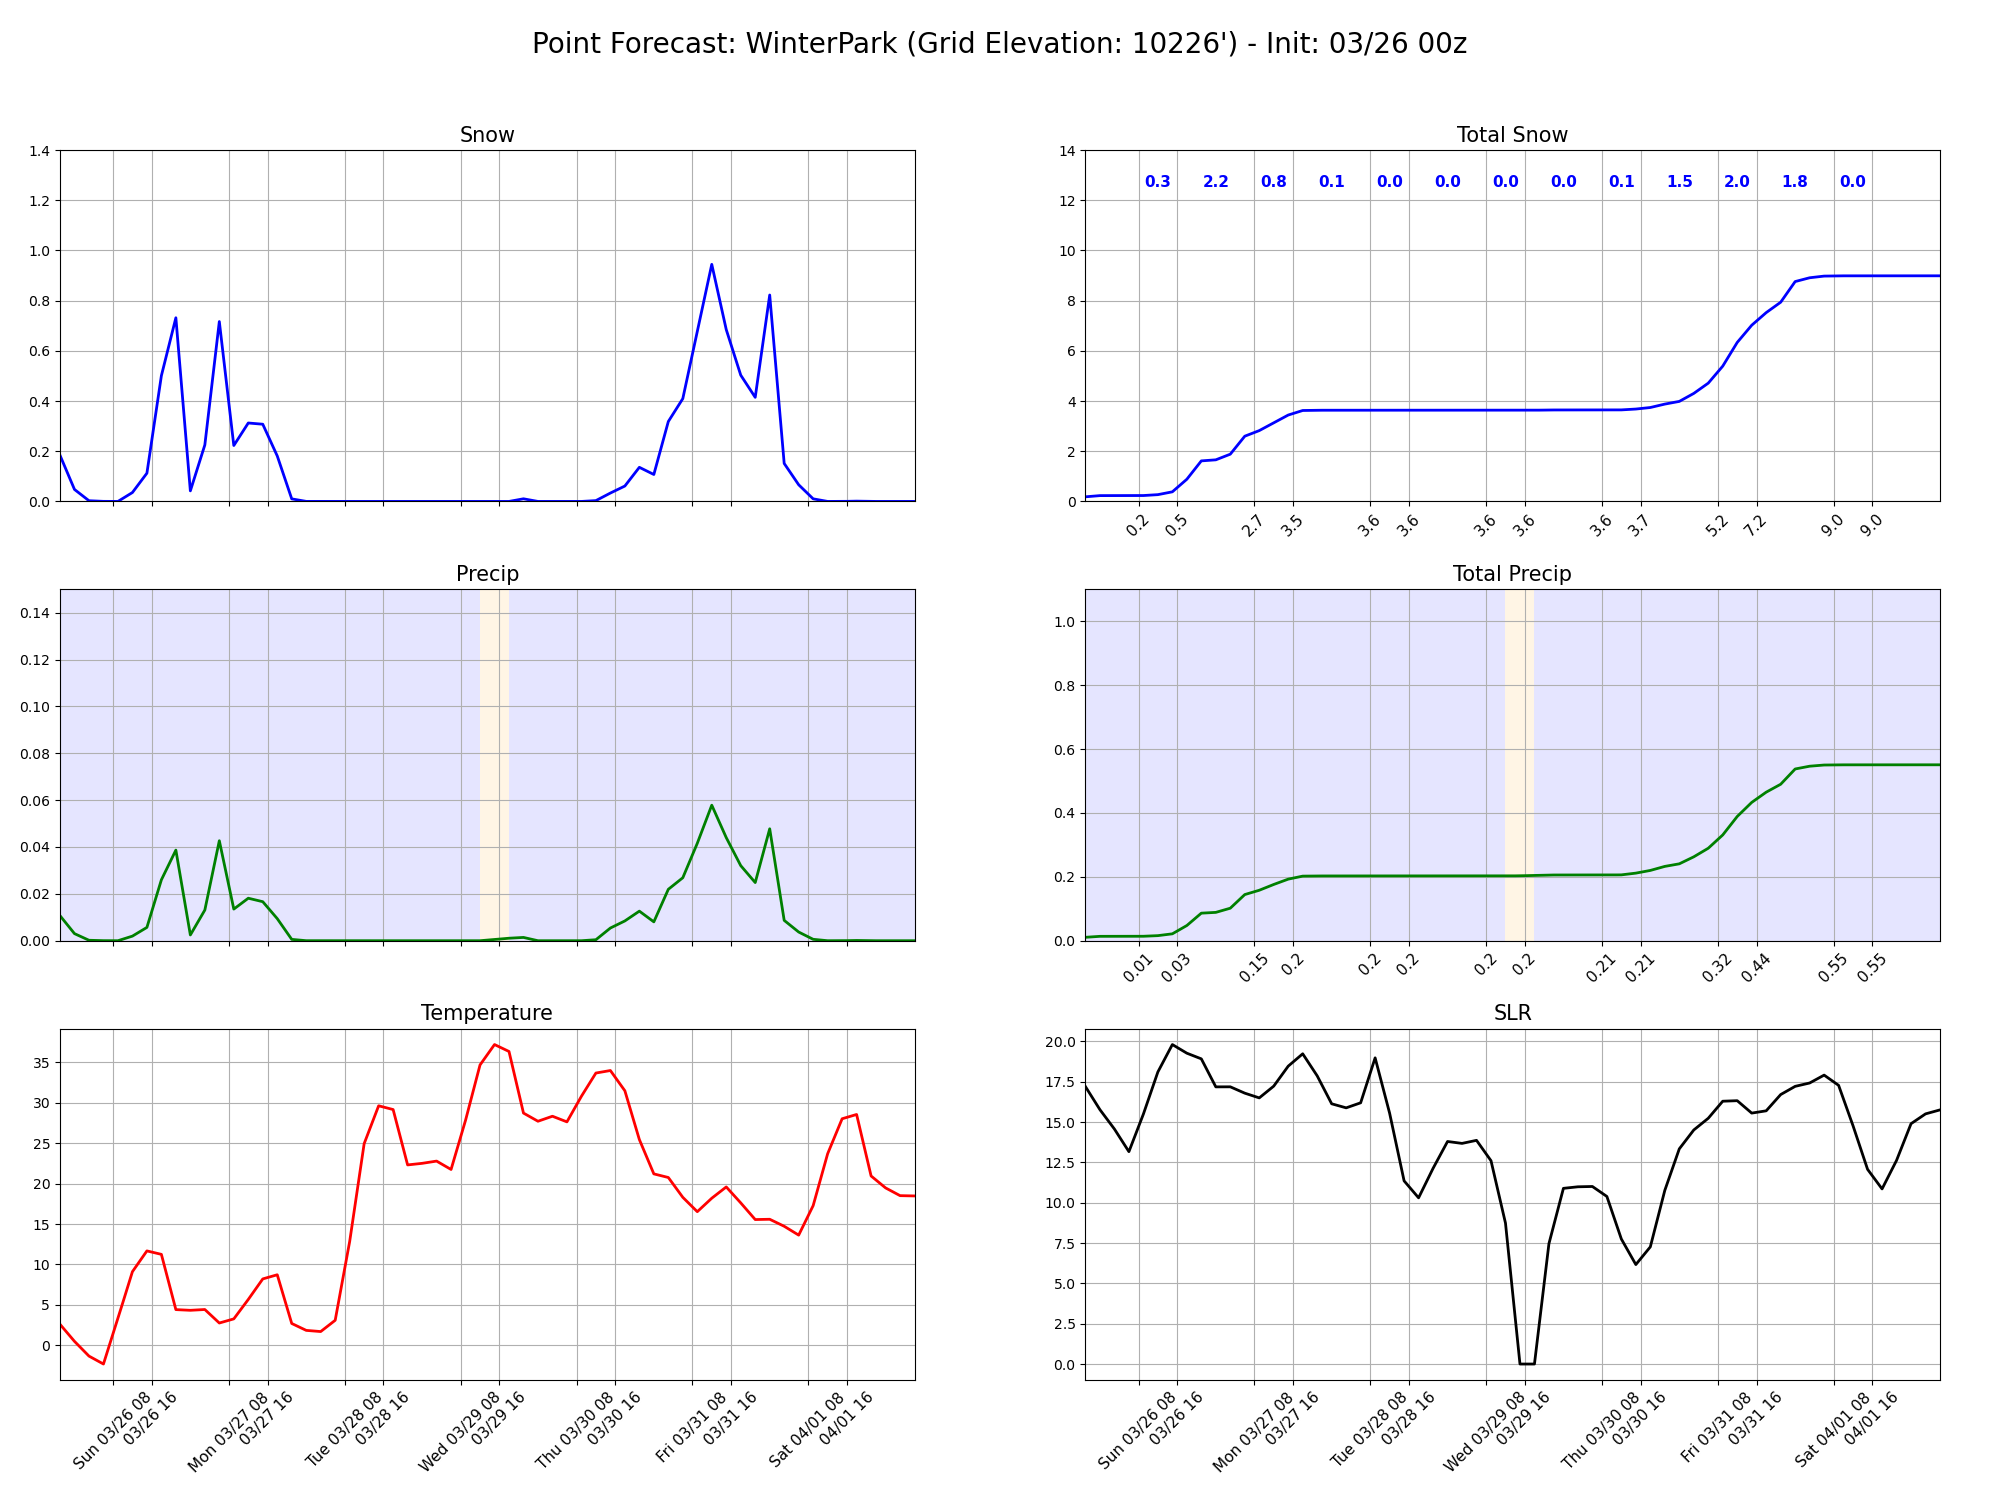 Point Forecast: WinterPark (Grid Elevation: 10226') - Init: 03/26 00z
Snow
1.4
1.2
1.0
0.8
0.6
0.4
0.2
0.0
Total Snow
0.3 2.2 0.8 0.1 0.0 0.0 0.0 0.0 0.1 1.5 2.0 1.8 0.0
14
12
10
8
6
4
2
0
0.2 0.5 2.7 3.5 3.6 3.6 3.6 3.6 3.6 3.7 5.2 7.2 9.0 9.0
Precip
0.14
0.12
0.10
0.08
0.06
0.04
0.02
0.00
Total Precip
1.0
0.8
0.6
0.4
0.2
0.0
0.01 0.03 0.15 0.2 0.2 0.2 0.2 0.2 0.21 0.21 0.32 0.44 0.55 0.55
Temperature
35
30
25
20
15
10
5
0
Sun 03/26 08
03/26 16
Mon 03/27 08
03/27 16
Tue 03/28 08
03/28 16
Wed 03/29 08
03/29 16
Thu 03/30 08
03/30 16
Fri 03/31 08
03/31 16
Sat 04/01 08
04/01 16
SLR
20.0
17.5
15.0
12.5
10.0
7.5
5.0
2.5
0.0
Sun 03/26 08
03/26 16
Mon 03/27 08
03/27 16
Tue 03/28 08
03/28 16
Wed 03/29 08
03/29 16
Thu 03/30 08
03/30 16
Fri 03/31 08
03/31 16
Sat 04/01 08
04/01 16